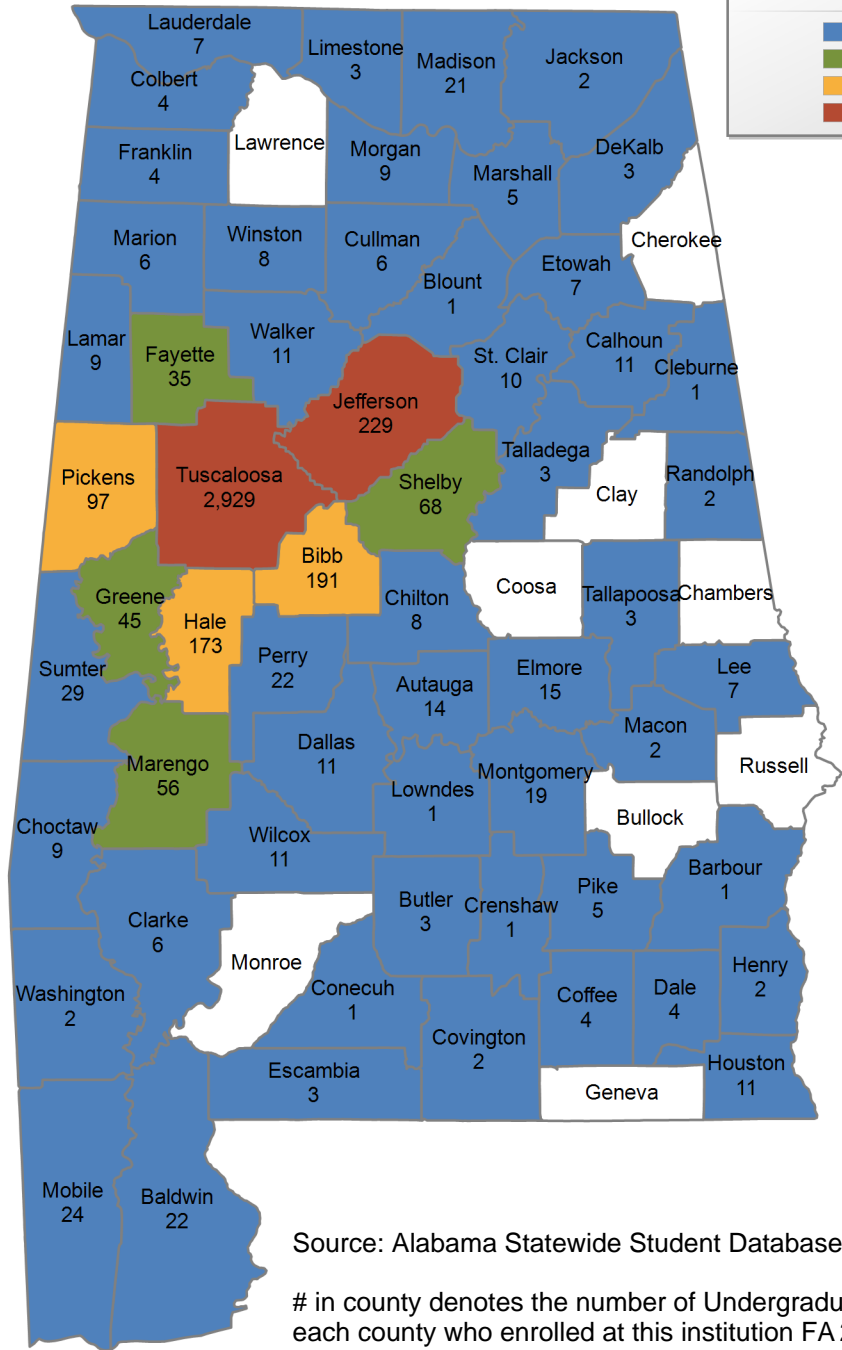 Lauderdale
7
Limestone
3
Madison
21
Jackson
2
Colbert
4
Lawrence
Franklin
4
Morgan
9
Marshall
5
DeKalb
3
Cherokee
Marion
6
Winston
8
Cullman
6
Blount
1
Etowah
7
Lamar
9
Fayette
35
Walker
11
St. Clair
10
Calhoun
11
Cleburne
1
Jefferson
229
Pickens
97
Tuscaloosa
2,929
Shelby
68
Talladega
3
Clay
Randolph
2
Bibb
191
Greene
45
Hale
173
Chilton
8
Coosa
Tallapoosa
3
Chambers
Sumter
29
Perry
22
Autauga
14
Elmore
15
Lee
7
Macon
2
Russell
Marengo
56
Dallas
11
Lowndes
1
Montgomery
19
Bullock
Choctaw
9
Wilcox
11
Barbour
1
Clarke
6
Butler
3
Crenshaw
1
Pike
5
Monroe
Conecuh
1
Washington
2
Covington
2
Coffee
4
Dale
4
Henry
2
Escambia
3
Geneva
Houston
11
Mobile
24
Baldwin
22
Source: Alabama Statewide Student Database
# in county denotes the number of Undergradu
each county who enrolled at this institution FA